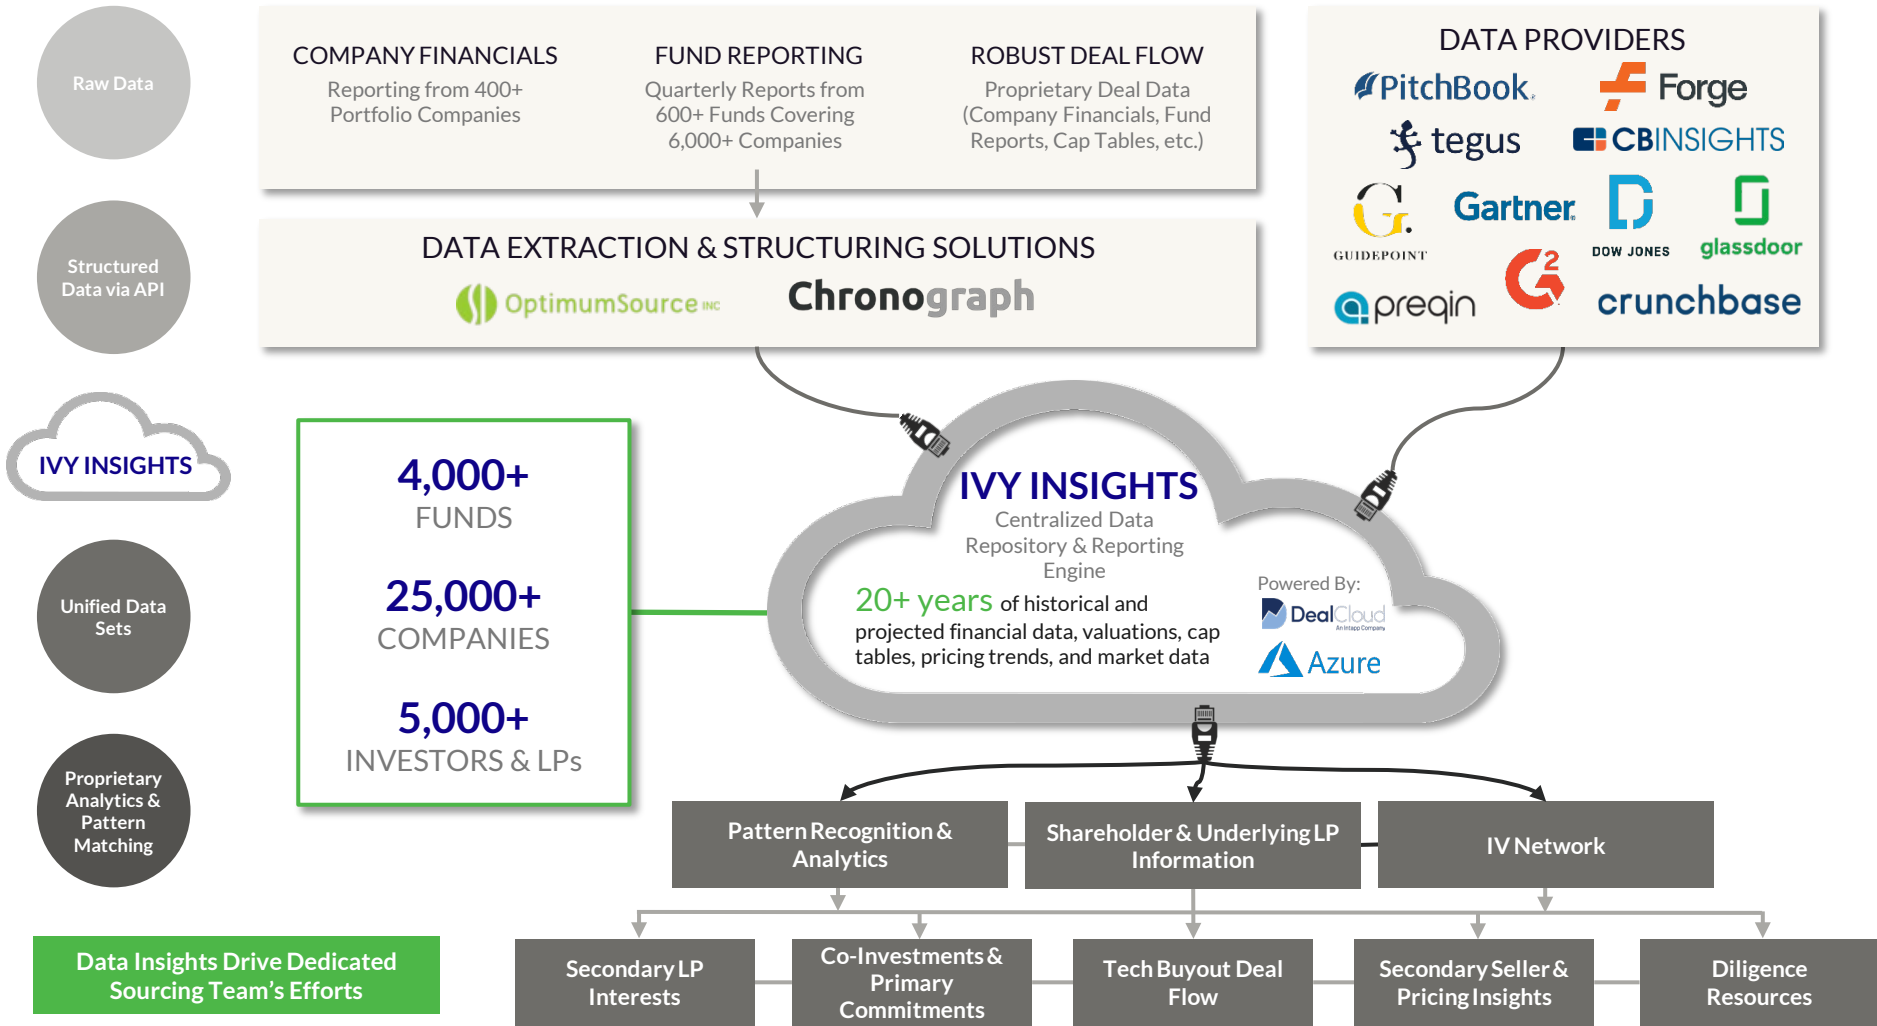 Raw Data
COMPANY FINANCIALS
Reporting from 400+
Portfolio Companies
FUND REPORTING
Quarterly Reports from
600+ Funds Covering
6,000+ Companies
ROBUST DEAL FLOW
Proprietary Deal Data
(Company Financials, Fund
Reports, Cap Tables, etc.)
DATA PROVIDERS
PitchBook
Forge
tegus
CBINSIGHTS
G.
GUIDEPOINT
Gartner
DOW JONES
glassdoor
preqin
G2
crunchbase
Structured
Data via API
DATA EXTRACTION & STRUCTURING SOLUTIONS
OptimumSource INC
Chronograph
IVY INSIGHTS
4,000+
FUNDS
25,000+
COMPANIES
5,000+
INVESTORS & LPs
IVY INSIGHTS
Centralized Data
Repository & Reporting
Engine
20+ years of historical and
projected financial data, valuations, cap
tables, pricing trends, and market data
Powered By:
DealCloud
An Intapp Company
Azure
Unified Data
Sets
Proprietary
Analytics &
Pattern
Matching
Pattern Recognition &
Analytics
Shareholder & Underlying LP
Information
IV Network
Data Insights Drive Dedicated
Sourcing Team's Efforts
Secondary LP
Interests
Co-Investments &
Primary
Commitments
Tech Buyout Deal
Flow
Secondary Seller &
Pricing Insights
Diligence
Resources